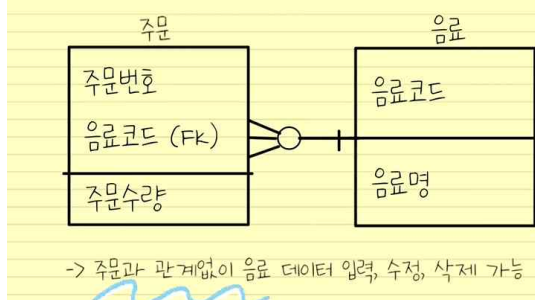 주문
음료
주문번호
음료코드 (FK)
주문수량
음료코드
음료명
-> 주문과 관계없이 음료 데이터 입력, 수정, 삭제 가능